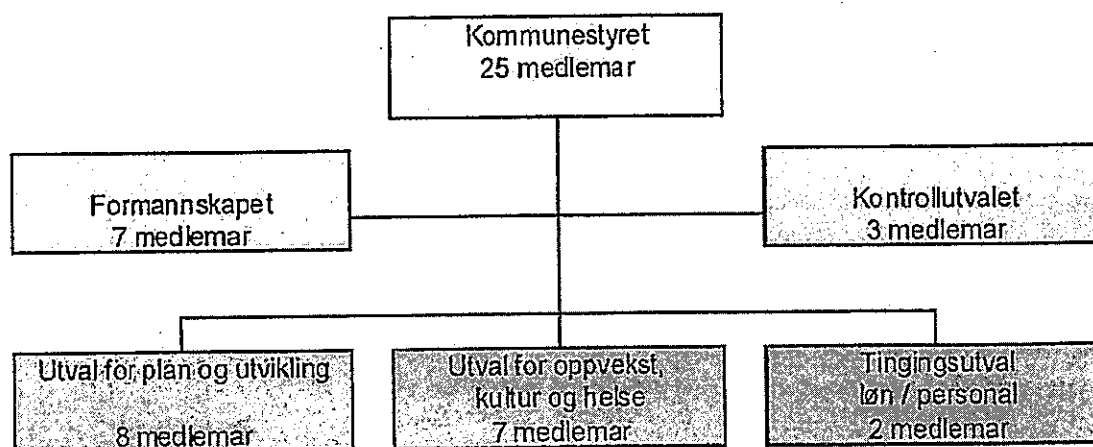 Kommunestyret
25 medlemar
Formannskapet
7 medlemar
Kontrollutvalet
3 medlemar
Utval for plan og utvikling
8 medlemar
Utval for oppvekst,
kultur og helse
7 medlemar
Tingingsutval
løn / personal
2 medlemar